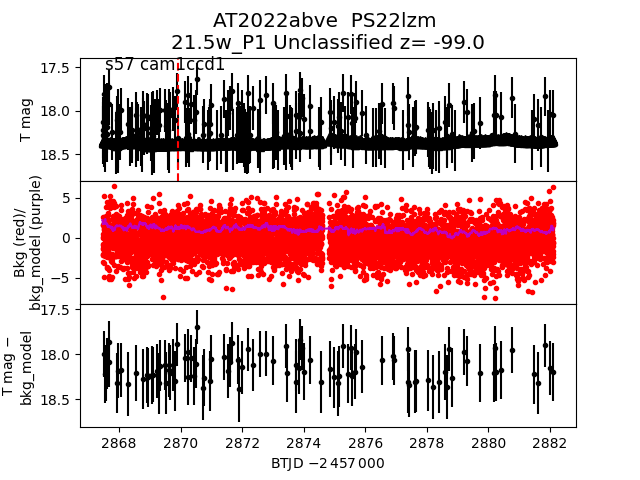 AT2022abve  PS22lzm
21.5w_P1 Unclassified z= -99.0
s57 cam1ccd1
T mag
17.5
18.0
18.5
Bkg (red)/
bkg_model (purple)
5
0
−5
T mag −
bkg_model
17.5
18.0
18.5
2868 2870 2872 2874 2876 2878 2880 2882
BTJD −2 457 000